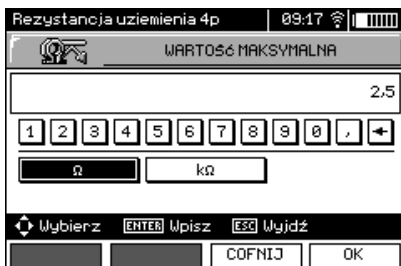 Rezystancja uziemienia 4p 09:17
WARTOść MAKSYMALNA
2,5
1 2 3 4 5 6 7 8 9 0 , ←
Ω kΩ
Wybierz ENTER Wpisz ESC Wyjdź
COFNIJ OK